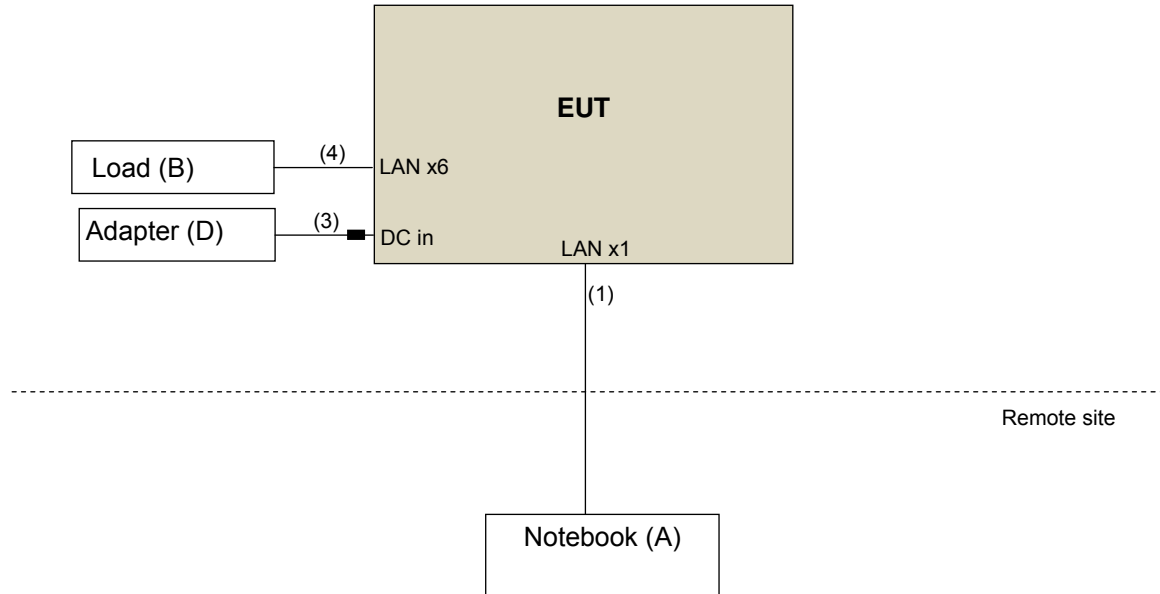 EUT
Load (B)
(4)
LAN x6
Adapter (D)
(3)
DC in
LAN x1
(1)
Remote site
Notebook (A)